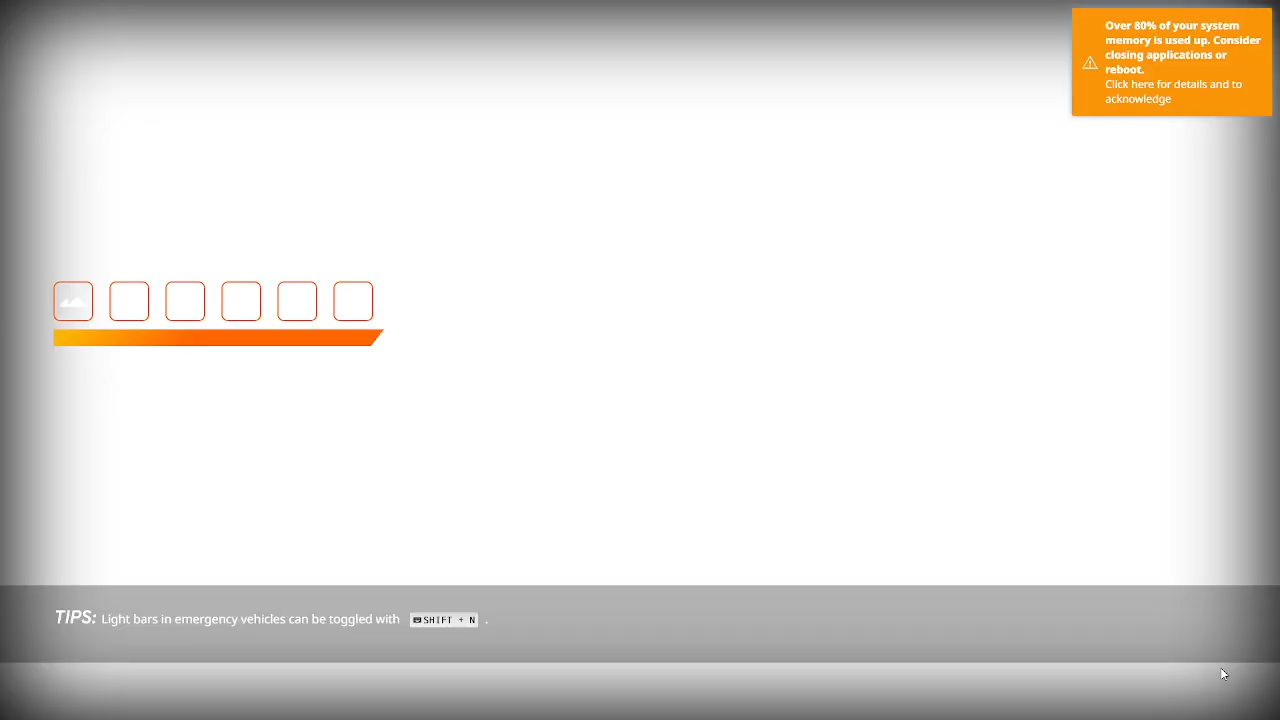 Over 80% of your system
memory is used up. Consider
closing applications or
reboot.
Click here for details and to
acknowledge
TIPS: Light bars in emergency vehicles can be toggled with SHIFT + N .